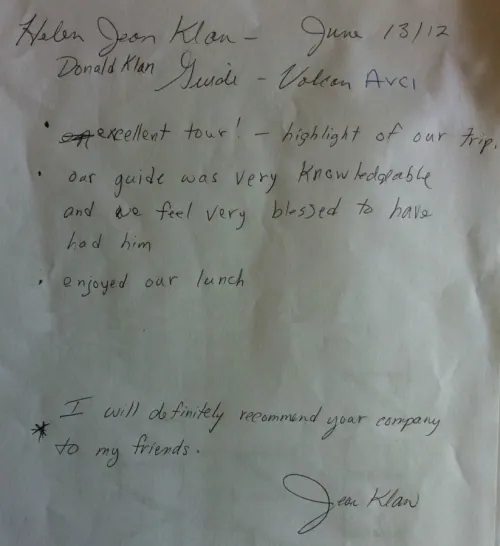 Helen Jean Klan - June 13/12
Donald Klan Guide - Volcan AVCI
• excellent tour! - highlight of our trip.
• our guide was very knowledgeable
and we feel very blessed to have
had him
• enjoyed our lunch
I will definitely recommend your company
* to my friends.
Jean Klan